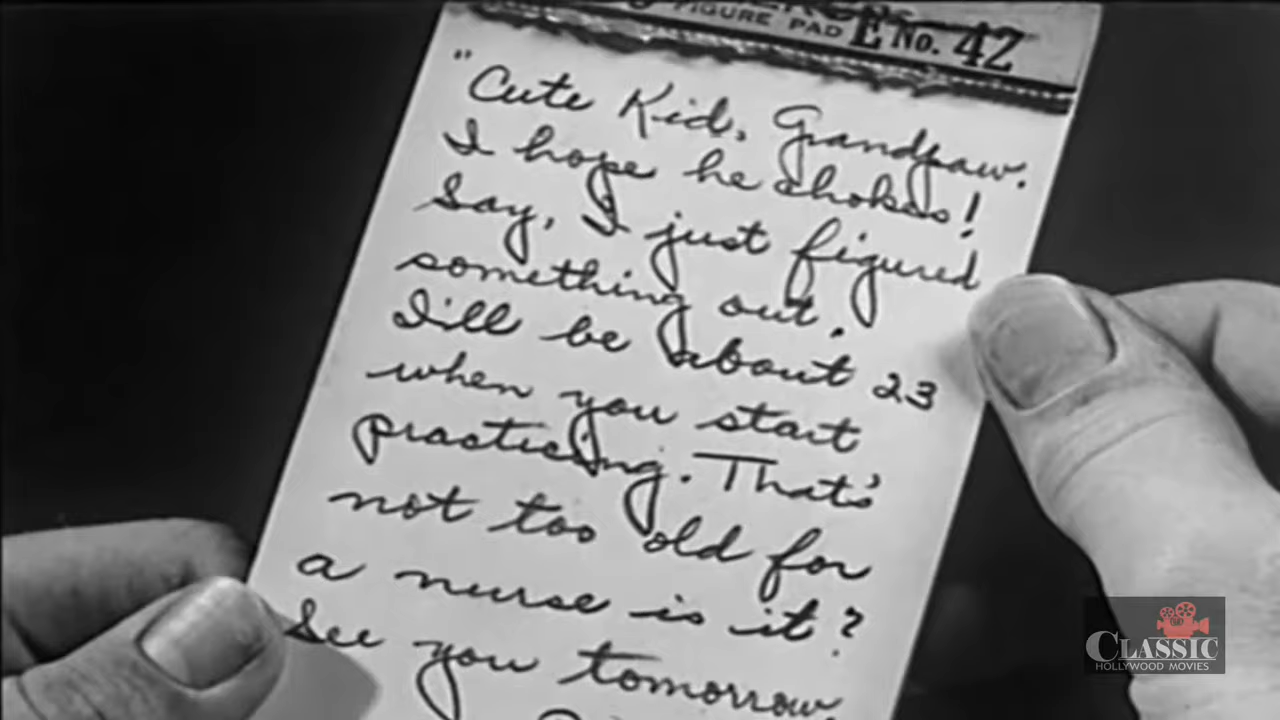 FIGURE PAD E No. 42
"Cute Kid, Grandpaw.
I hope he chokes!
Say, I just figured
something out.
I'll be about 23
when you start
practicing. That's
not too old for
a nurse is it?
See you tomorrow.
CLASSIC
HOLLYWOOD MOVIES